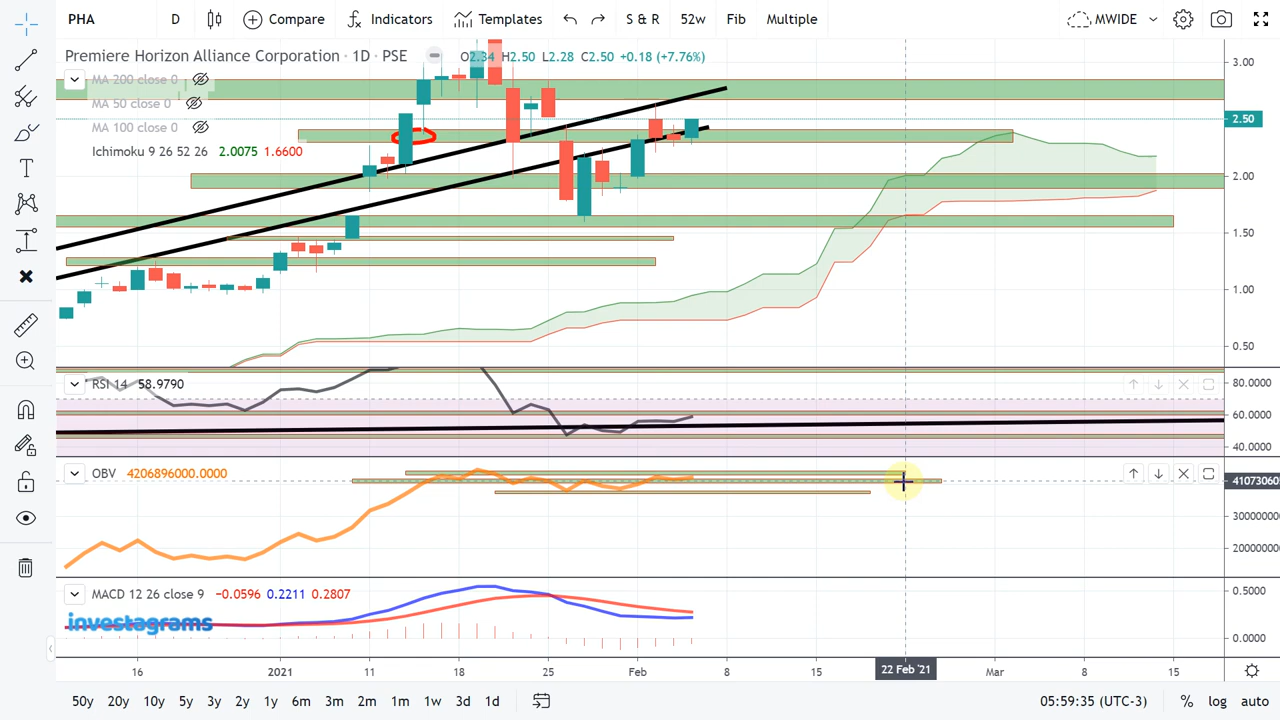 PHA D Compare Indicators Templates S & R 52w Fib Multiple MWIDE
Premiere Horizon Alliance Corporation · 1D · PSE O2.34 H2.50 L2.28 C2.50 +0.18 (+7.76%)
MA 200 close 0
MA 50 close 0
MA 100 close 0
Ichimoku 9 26 52 26 2.0075 1.6600
3.00
2.50
2.00
1.50
1.00
0.50
RSI 14 58.9790
80.0000
60.0000
40.0000
OBV 4206896000.0000
41073060
30000000
20000000
MACD 12 26 close 9 −0.0596 0.2211 0.2807
0.5000
0.0000
investagrams
16 2021 11 18 25 Feb 8 15 22 Feb '21 Mar 8 15
50y 20y 10y 5y 3y 2y 1y 6m 3m 2m 1m 1w 3d 1d 05:59:35 (UTC-3) % log auto